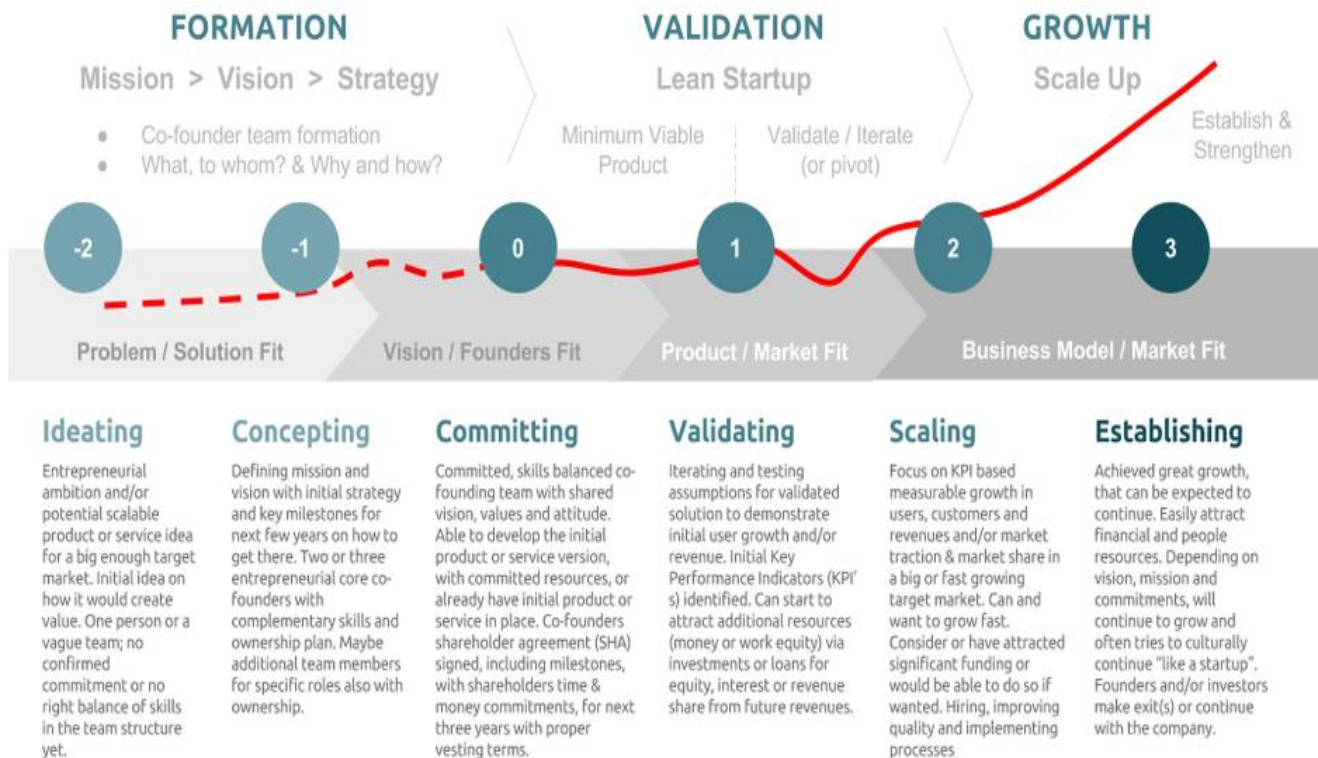 FORMATION
Mission > Vision > Strategy
● Co-founder team formation
● What, to whom? & Why and how?
VALIDATION
Lean Startup
Minimum Viable
Product
Validate / Iterate
(or pivot)
GROWTH
Scale Up
Establish &
Strengthen
-2
-1
0
1
2
3
Problem / Solution Fit
Vision / Founders Fit
Product / Market Fit
Business Model / Market Fit
Ideating
Entrepreneurial
ambition and/or
potential scalable
product or service idea
for a big enough target
market. Initial idea on
how it would create
value. One person or a
vague team; no
confirmed
commitment or no
right balance of skills
in the team structure
yet.
Concepting
Defining mission and
vision with initial strategy
and key milestones for
next few years on how to
get there. Two or three
entrepreneurial core co-
founders with
complementary skills and
ownership plan. Maybe
additional team members
for specific roles also with
ownership.
Committing
Committed, skills balanced co-
founding team with shared
vision, values and attitude.
Able to develop the initial
product or service version,
with committed resources, or
already have initial product or
service in place. Co-founders
shareholder agreement (SHA)
signed, including milestones,
with shareholders time &
money commitments, for next
three years with proper
vesting terms.
Validating
Iterating and testing
assumptions for validated
solution to demonstrate
initial user growth and/or
revenue. Initial Key
Performance Indicators (KPI'
s) identified. Can start to
attract additional resources
(money or work equity) via
investments or loans for
equity, interest or revenue
share from future revenues.
Scaling
Focus on KPI based
measurable growth in
users, customers and
revenues and/or market
traction & market share in
a big or fast growing
target market. Can and
want to grow fast.
Consider or have attracted
significant funding or
would be able to do so if
wanted. Hiring, improving
quality and implementing
processes
Establishing
Achieved great growth,
that can be expected to
continue. Easily attract
financial and people
resources. Depending on
vision, mission and
commitments, will
continue to grow and
often tries to culturally
continue "like a startup".
Founders and/or investors
make exit(s) or continue
with the company.